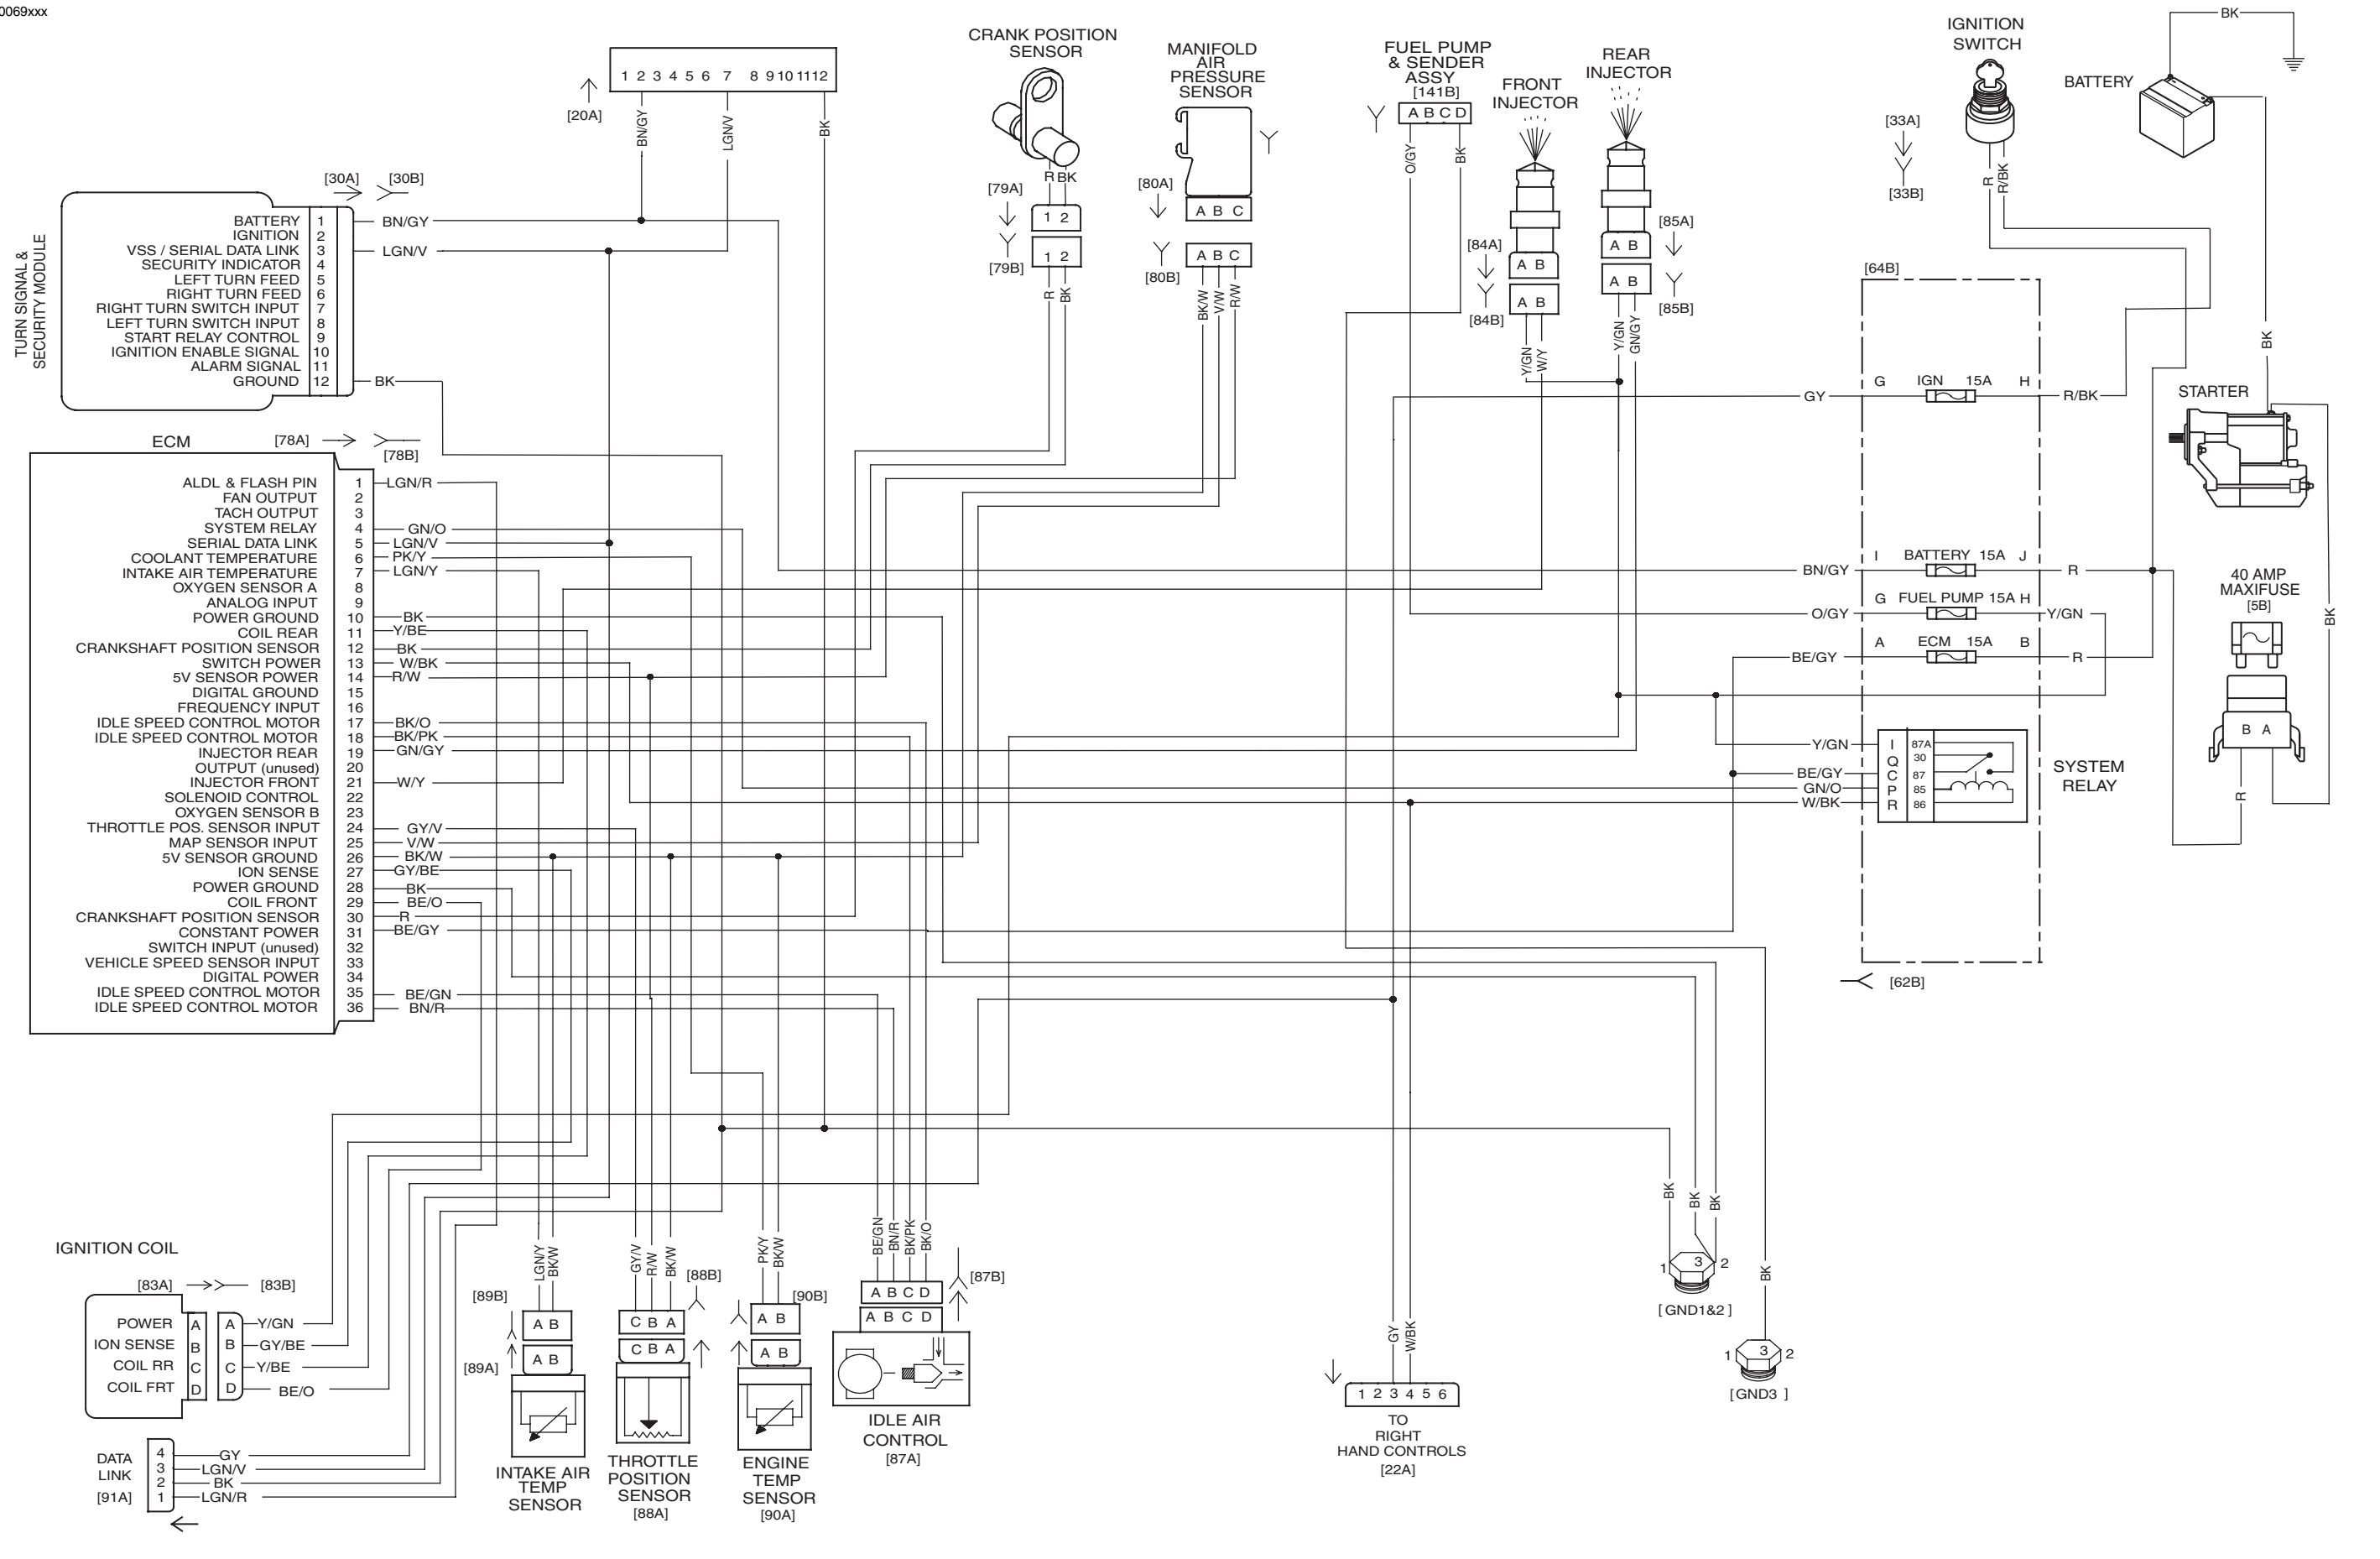 0069xxx
1 2 3 4 5 6 7 8 9 10 11 12
[20A]
BN/GY
LGN/V
BK
CRANK POSITION
SENSOR
R BK
[79A]
1 2
1 2
[79B]
R
BK
MANIFOLD
AIR
PRESSURE
SENSOR
[80A]
A B C
A B C
[80B]
BK/W
V/W
R/W
FUEL PUMP
& SENDER
ASSY
[141B]
A B C D
O/GY
BK
FRONT
INJECTOR
[84A]
A B
A B
[84B]
Y/GN
W/Y
REAR
INJECTOR
[85A]
A B
A B
[85B]
Y/GN
GN/GY
IGNITION
SWITCH
[33A]
[33B]
R
R/BK
BATTERY
BK
BK
STARTER
BK
40 AMP
MAXIFUSE
[5B]
B A
R
TURN SIGNAL &
SECURITY MODULE
[30A]
[30B]
BATTERY 1 BN/GY
IGNITION 2
VSS / SERIAL DATA LINK 3 LGN/V
SECURITY INDICATOR 4
LEFT TURN FEED 5
RIGHT TURN FEED 6
RIGHT TURN SWITCH INPUT 7
LEFT TURN SWITCH INPUT 8
START RELAY CONTROL 9
IGNITION ENABLE SIGNAL 10
ALARM SIGNAL 11
GROUND 12 BK
ECM
[78A]
[78B]
ALDL & FLASH PIN 1 LGN/R
FAN OUTPUT 2
TACH OUTPUT 3
SYSTEM RELAY 4 GN/O
SERIAL DATA LINK 5 LGN/V
COOLANT TEMPERATURE 6 PK/Y
INTAKE AIR TEMPERATURE 7 LGN/Y
OXYGEN SENSOR A 8
ANALOG INPUT 9
POWER GROUND 10 BK
COIL REAR 11 Y/BE
CRANKSHAFT POSITION SENSOR 12 BK
SWITCH POWER 13 W/BK
5V SENSOR POWER 14 R/W
DIGITAL GROUND 15
FREQUENCY INPUT 16
IDLE SPEED CONTROL MOTOR 17 BK/O
IDLE SPEED CONTROL MOTOR 18 BK/PK
INJECTOR REAR 19 GN/GY
OUTPUT (unused) 20
INJECTOR FRONT 21 W/Y
SOLENOID CONTROL 22
OXYGEN SENSOR B 23
THROTTLE POS. SENSOR INPUT 24 GY/V
MAP SENSOR INPUT 25 V/W
5V SENSOR GROUND 26 BK/W
ION SENSE 27 GY/BE
POWER GROUND 28 BK
COIL FRONT 29 BE/O
CRANKSHAFT POSITION SENSOR 30 R
CONSTANT POWER 31 BE/GY
SWITCH INPUT (unused) 32
VEHICLE SPEED SENSOR INPUT 33
DIGITAL POWER 34
IDLE SPEED CONTROL MOTOR 35 BE/GN
IDLE SPEED CONTROL MOTOR 36 BN/R
[64B]
GY G IGN 15A H R/BK
BN/GY I BATTERY 15A J R
O/GY G FUEL PUMP 15A H Y/GN
BE/GY A ECM 15A B R
Y/GN I 87A
Q 30
BE/GY C 87
GN/O P 85
W/BK R 86
SYSTEM
RELAY
[62B]
IGNITION COIL
[83A]
[83B]
POWER A A Y/GN
ION SENSE B B GY/BE
COIL RR C C Y/BE
COIL FRT D D BE/O
DATA
LINK
[91A]
4 GY
3 LGN/V
2 BK
1 LGN/R
LGN/Y
BK/W
[89B]
A B
A B
[89A]
INTAKE AIR
TEMP
SENSOR
GY/V
R/W
BK/W
[88B]
C B A
C B A
THROTTLE
POSITION
SENSOR
[88A]
PK/Y
BK/W
[90B]
A B
A B
ENGINE
TEMP
SENSOR
[90A]
BE/GN
BN/R
BK/PK
BK/O
[87B]
A B C D
A B C D
IDLE AIR
CONTROL
[87A]
GY
W/BK
1 2 3 4 5 6
TO
RIGHT
HAND CONTROLS
[22A]
BK
BK
BK
1 3 2
[ GND1&2 ]
BK
1 3 2
[GND3 ]